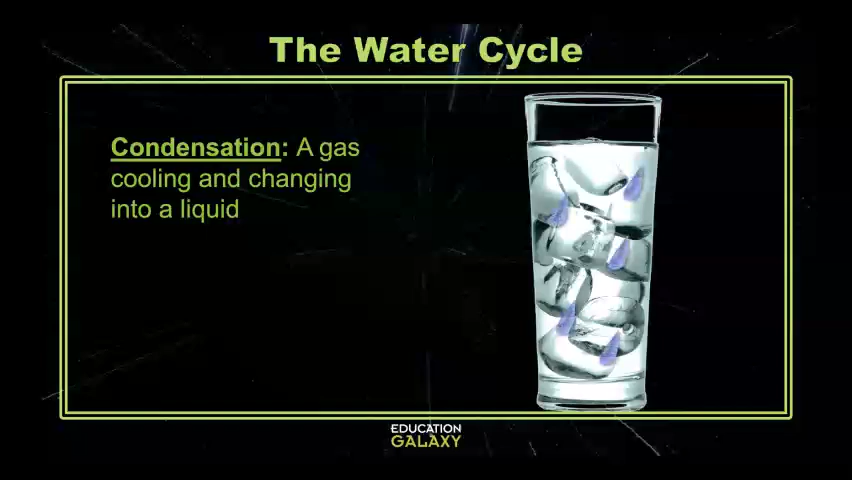 The Water Cycle
Condensation: A gas
cooling and changing
into a liquid
EDUCATION
GALAXY